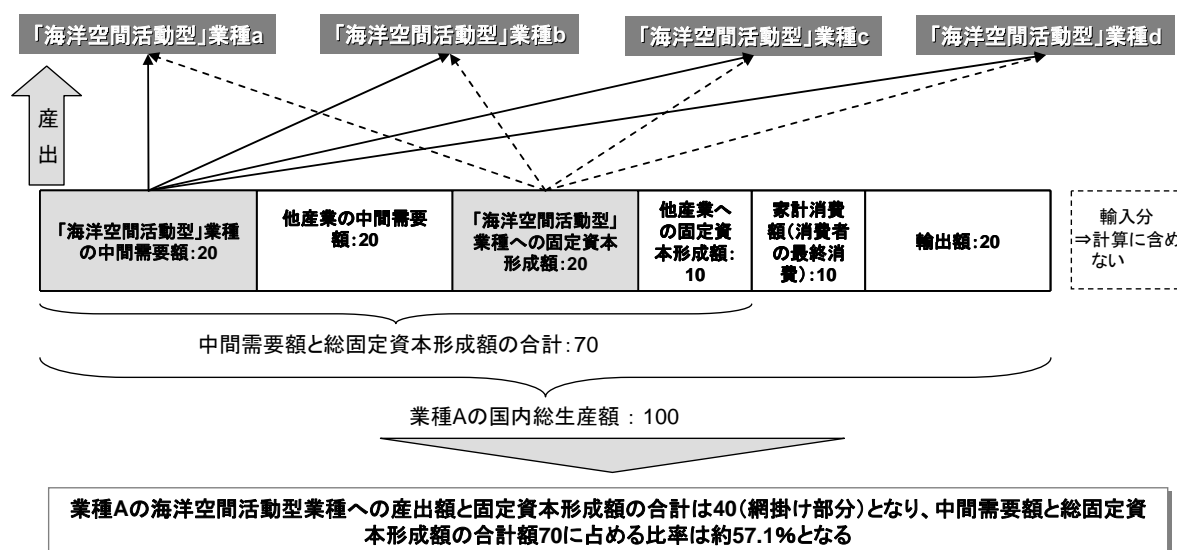 「海洋空間活動型」業種a
「海洋空間活動型」業種b
「海洋空間活動型」業種c
「海洋空間活動型」業種d
産
出
「海洋空間活動型」業種
の中間需要額:20
他産業の中間需要
額:20
「海洋空間活動型」
業種への固定資本
形成額:20
他産業へ
の固定資
本形成額:
10
家計消費
額(消費者
の最終消
費):10
輸出額:20
輸入分
⇒計算に含め
ない
中間需要額と総固定資本形成額の合計:70
業種Aの国内総生産額 : 100
業種Aの海洋空間活動型業種への産出額と固定資本形成額の合計は40(網掛け部分)となり、中間需要額と総固定資
本形成額の合計額70に占める比率は約57.1%となる